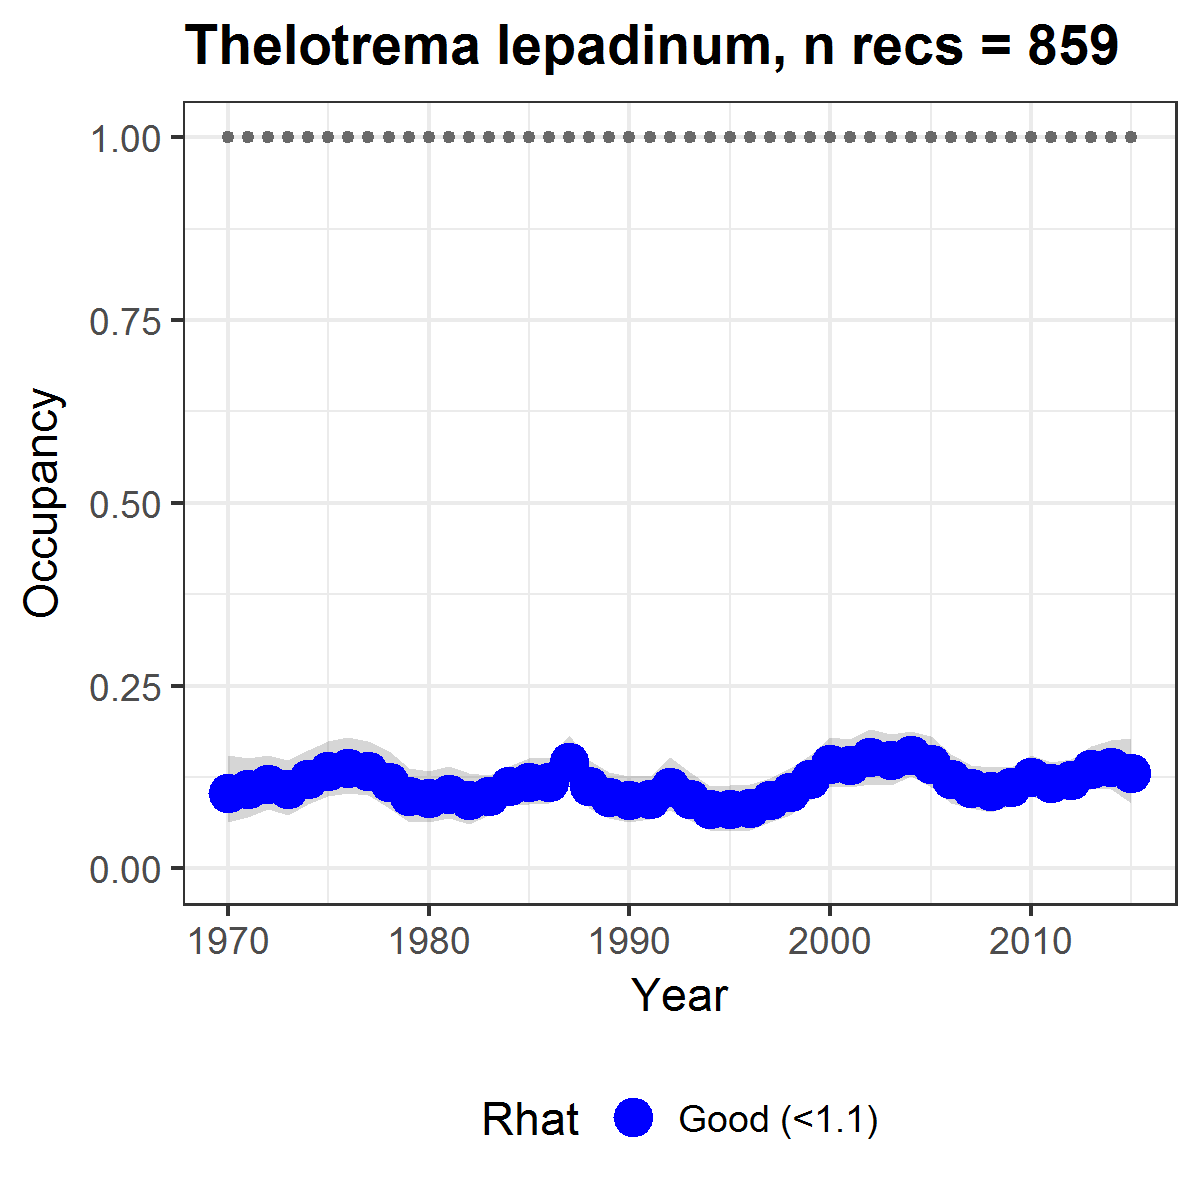 Thelotrema lepadinum, n recs = 859
1.00
0.75
0.50
0.25
0.00
Occupancy
1970 1980 1990 2000 2010
Year
Rhat Good (<1.1)